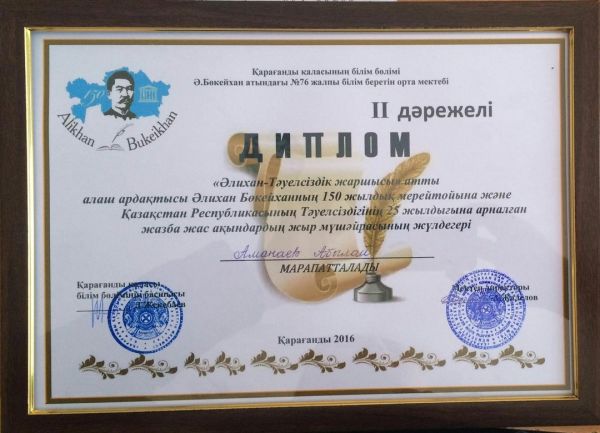 Қарағанды қаласының білім бөлімі
Ә.Бөкейхан атындағы №76 жалпы білім беретін орта мектебі
150
Alikhan Bukeikhan
II дәрежелі
ДИПЛОМ
«Әлихан-Тәуелсіздік жаршысы» атты
алаш ардақтысы Әлихан Бөкейханның 150 жылдық мерейтойына және
Қазақстан Республикасының Тәуелсіздігінің 25 жылдығына арналған
жазба жас ақындардың жыр мүшәйрасының жүлдегері
Аманаев Абылай
МАРАПАТТАЛАДЫ
Қарағанды қаласы
білім бөлімінің басшысы
Мектеп директоры
Қарағанды 2016